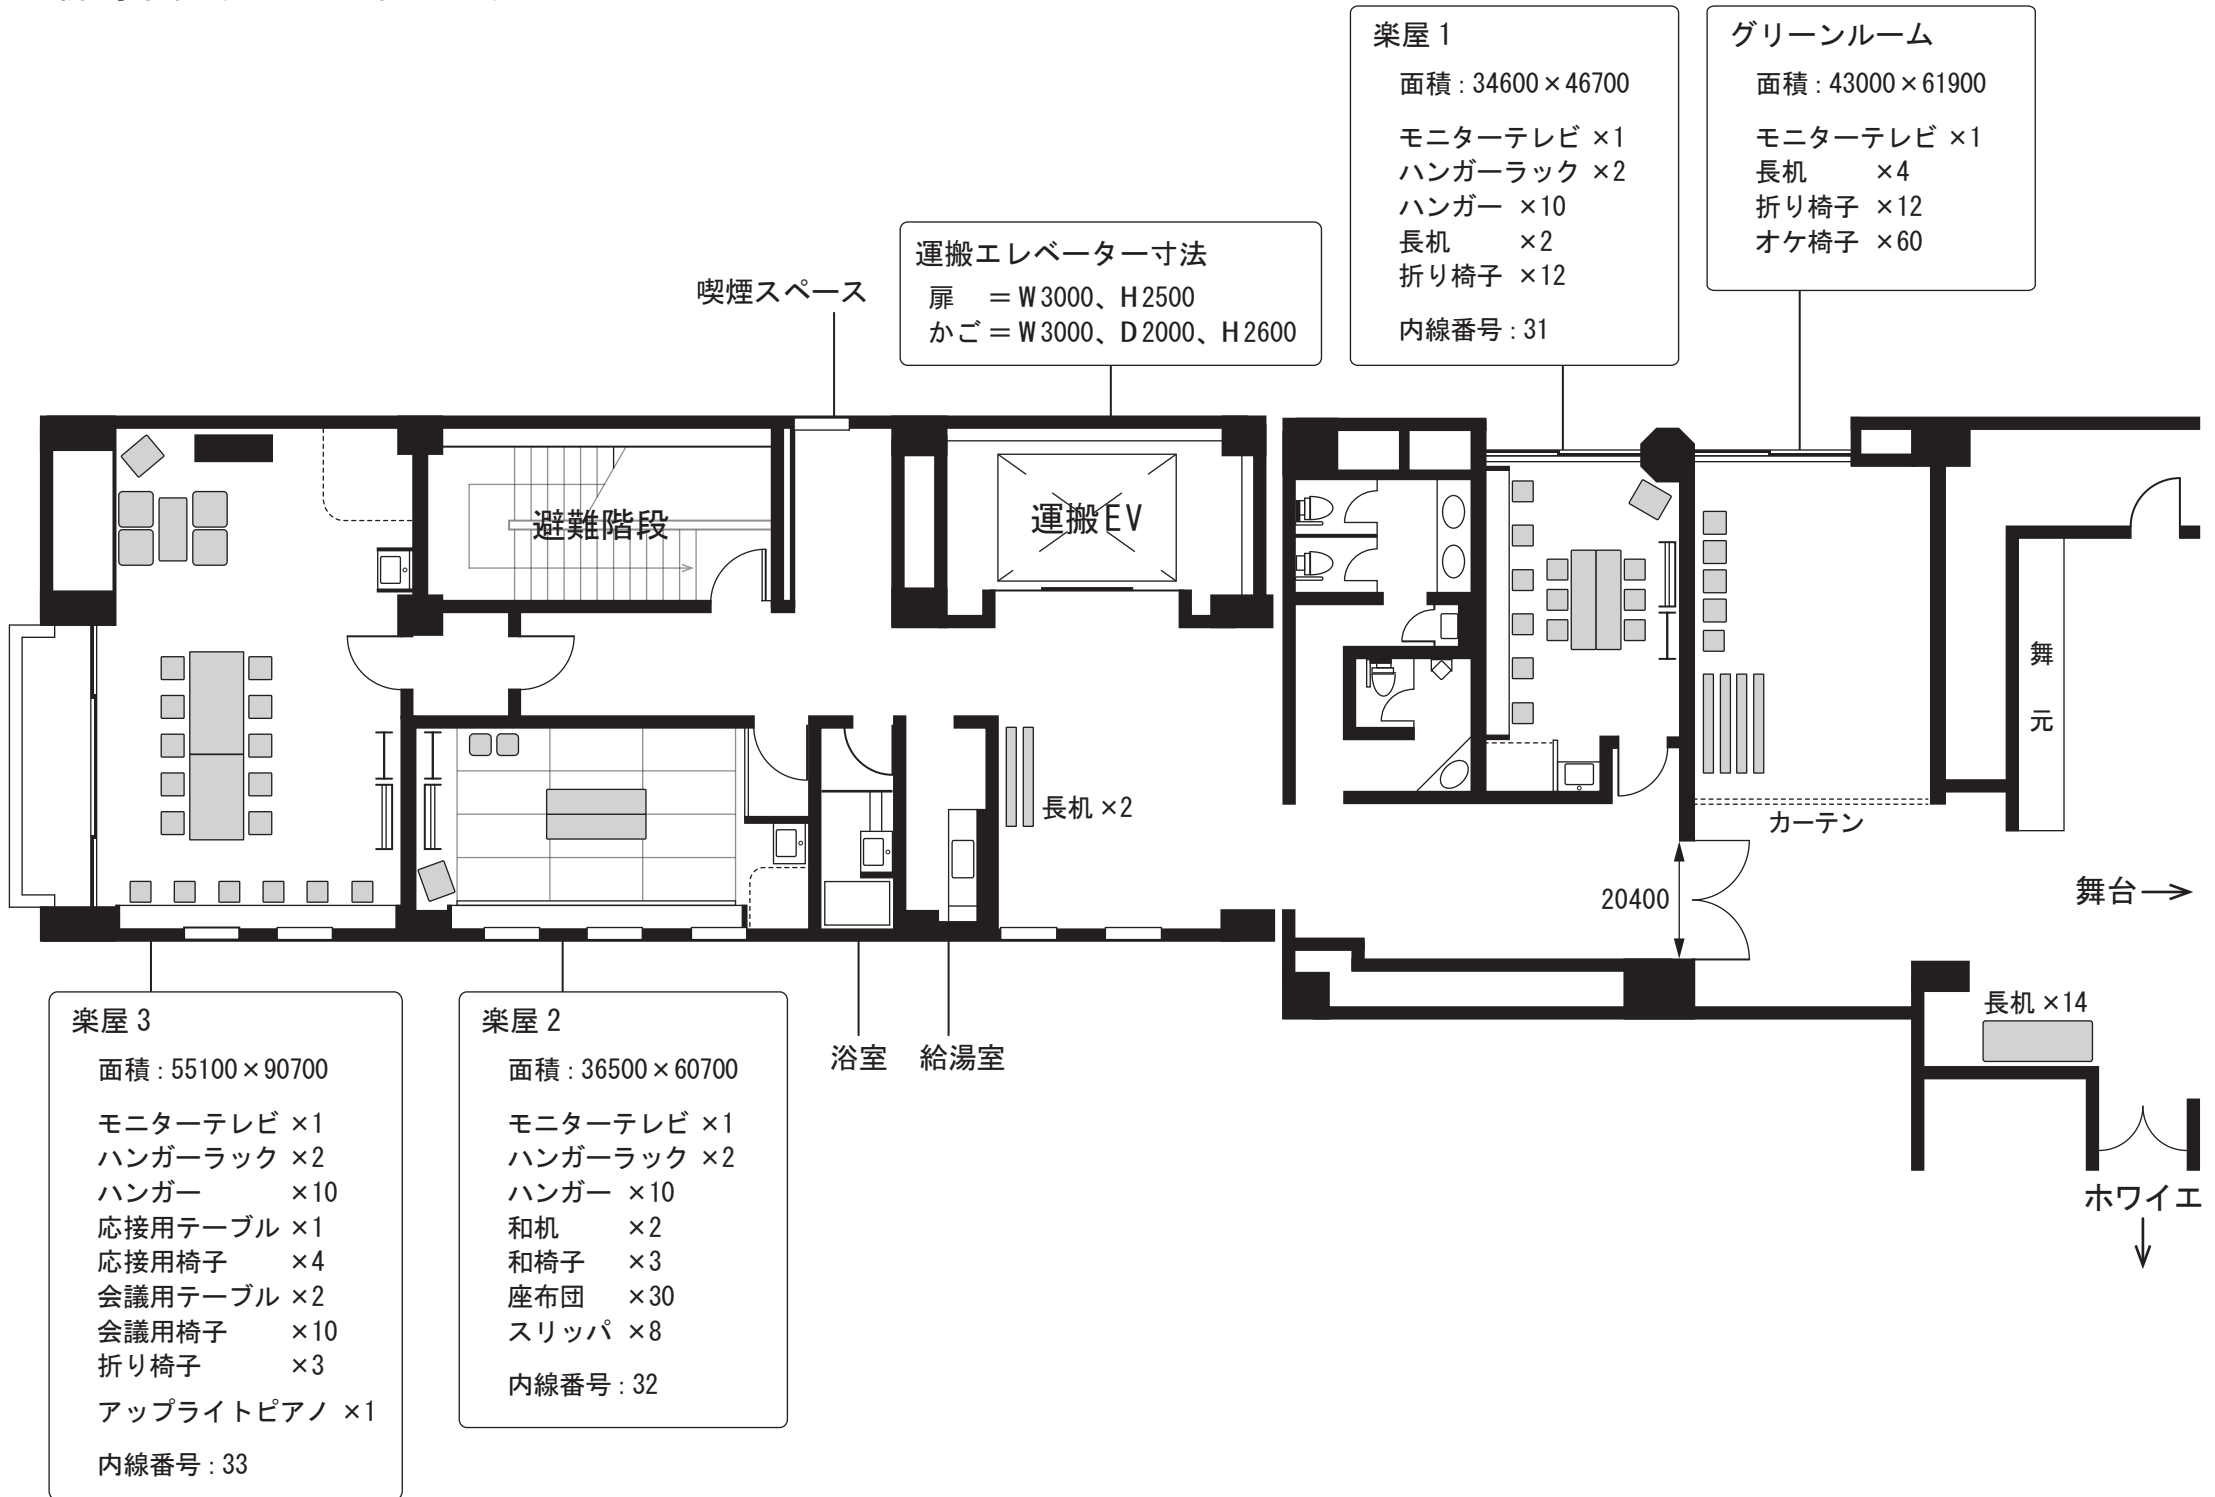 楽屋 1
面積 : 34600×46700
モニターテレビ ×1
ハンガーラック ×2
ハンガー ×10
長机 ×2
折り椅子 ×12
内線番号 : 31
グリーンルーム
面積 : 43000×61900
モニターテレビ ×1
長机 ×4
折り椅子 ×12
オケ椅子 ×60
運搬エレベーター寸法
扉 ＝W3000、H2500
かご＝W3000、D2000、H2600
喫煙スペース
避難階段
運搬EV
舞元
長机 ×2
カーテン
20400
舞台
長机 ×14
ホワイエ
浴室
給湯室
楽屋 3
面積 : 55100×90700
モニターテレビ ×1
ハンガーラック ×2
ハンガー ×10
応接用テーブル ×1
応接用椅子 ×4
会議用テーブル ×2
会議用椅子 ×10
折り椅子 ×3
アップライトピアノ ×1
内線番号 : 33
楽屋 2
面積 : 36500×60700
モニターテレビ ×1
ハンガーラック ×2
ハンガー ×10
和机 ×2
和椅子 ×3
座布団 ×30
スリッパ ×8
内線番号 : 32